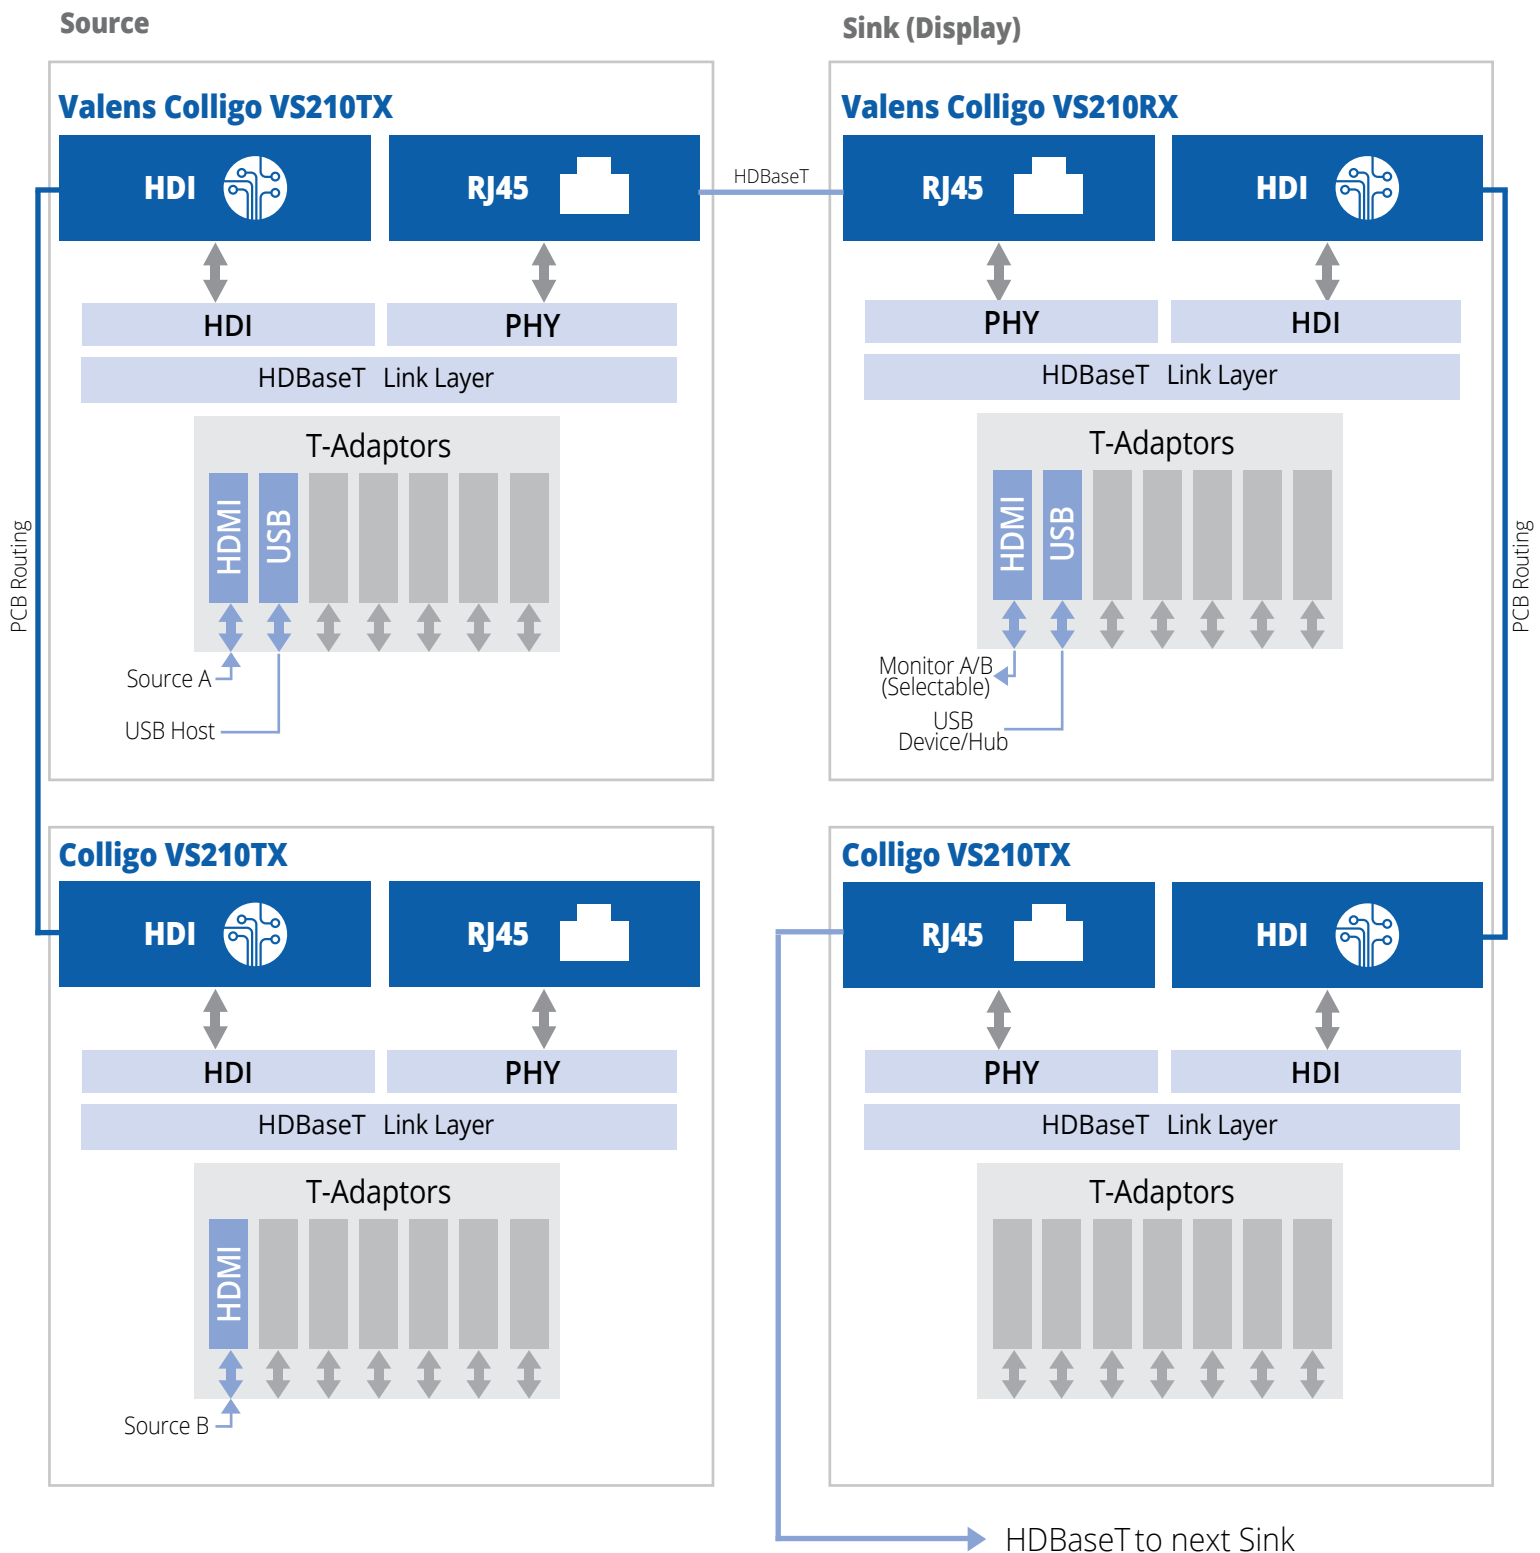 Source
Sink (Display)
Valens Colligo VS210TX
HDI
RJ45
HDI
PHY
HDBaseT Link Layer
T-Adaptors
HDMI
USB
Source A
USB Host
HDBaseT
Valens Colligo VS210RX
RJ45
HDI
PHY
HDI
HDBaseT Link Layer
T-Adaptors
HDMI
USB
Monitor A/B
(Selectable)
USB
Device/Hub
PCB Routing
PCB Routing
Colligo VS210TX
HDI
RJ45
HDI
PHY
HDBaseT Link Layer
T-Adaptors
HDMI
Source B
Colligo VS210TX
RJ45
HDI
PHY
HDI
HDBaseT Link Layer
T-Adaptors
HDBaseT to next Sink